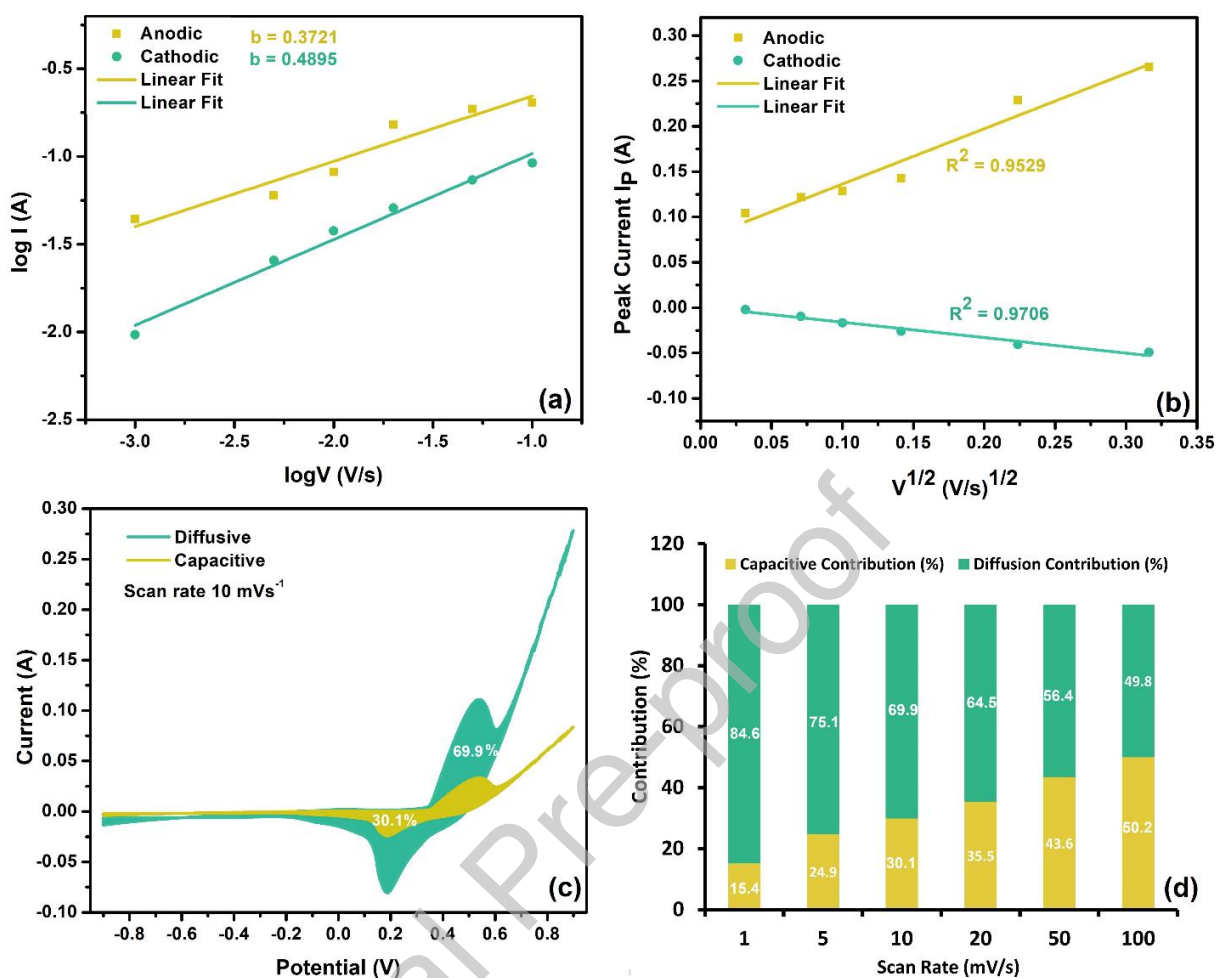 Anodic b = 0.3721
Cathodic b = 0.4895
Linear Fit
Linear Fit
-0.5
-1.0
-1.5
-2.0
-2.5
log I (A)
-3.0 -2.5 -2.0 -1.5 -1.0
logV (V/s)
(a)
Anodic
Cathodic
Linear Fit
Linear Fit
R² = 0.9529
R² = 0.9706
0.30
0.25
0.20
0.15
0.10
0.05
0.00
-0.05
-0.10
Peak Current IP (A)
0.00 0.05 0.10 0.15 0.20 0.25 0.30 0.35
V1/2 (V/s)1/2
(b)
Diffusive
Capacitive
Scan rate 10 mVs-1
69.9%
30.1%
0.30
0.25
0.20
0.15
0.10
0.05
0.00
-0.05
-0.10
Current (A)
-0.8 -0.6 -0.4 -0.2 0.0 0.2 0.4 0.6 0.8
Potential (V)
(c)
Capacitive Contribution (%) Diffusion Contribution (%)
120
100
80
60
40
20
0
Contribution (%)
84.6 75.1 69.9 64.5 56.4 49.8
15.4 24.9 30.1 35.5 43.6 50.2
1 5 10 20 50 100
Scan Rate (mV/s)
(d)
al Pre-proof